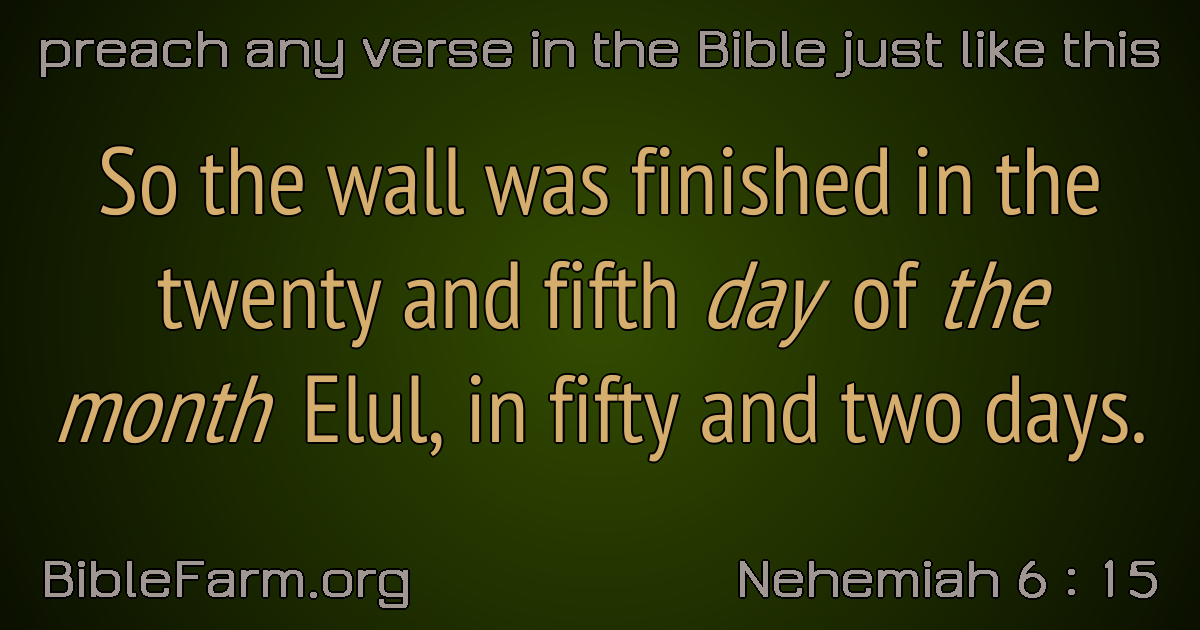 preach any verse in the Bible just like this
So the wall was finished in the
twenty and fifth day of the
month Elul, in fifty and two days.
BibleFarm.org
Nehemiah 6 : 15